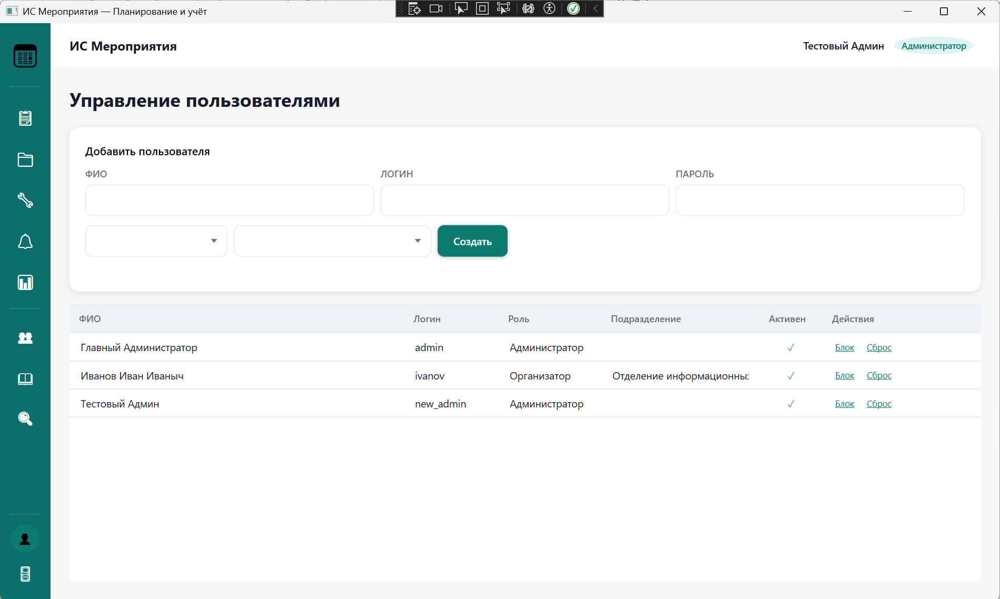 ИС Мероприятия — Планирование и учёт
ИС Мероприятия
Тестовый Админ Администратор
Управление пользователями
Добавить пользователя
ФИО ЛОГИН ПАРОЛЬ
Создать
ФИО Логин Роль Подразделение Активен Действия
Главный Администратор admin Администратор ✓ Блок Сброс
Иванов Иван Иваныч ivanov Организатор Отделение информационных ✓ Блок Сброс
Тестовый Админ new_admin Администратор ✓ Блок Сброс